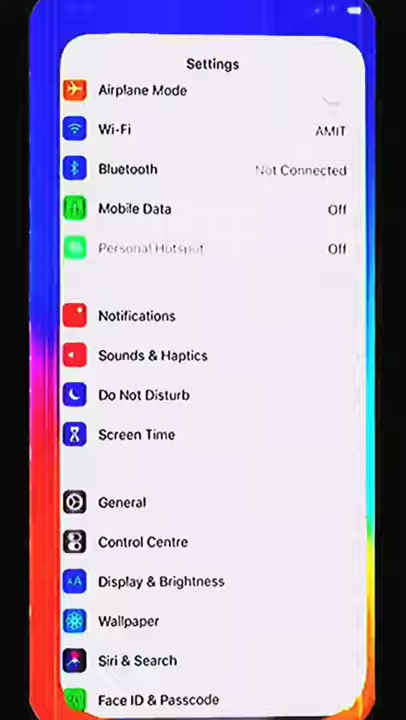 Settings
Airplane Mode
Wi-Fi AMIT
Bluetooth Not Connected
Mobile Data Off
Personal Hotspot Off
Notifications
Sounds & Haptics
Do Not Disturb
Screen Time
General
Control Centre
AA Display & Brightness
Wallpaper
Siri & Search
Face ID & Passcode